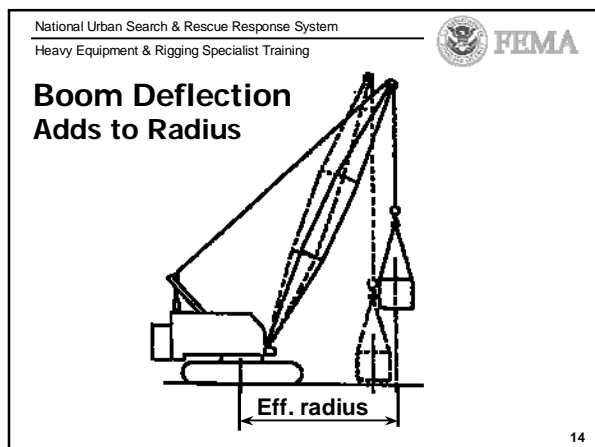 National Urban Search & Rescue Response System
Heavy Equipment & Rigging Specialist Training
FEMA
Boom Deflection
Adds to Radius
Eff. radius
14